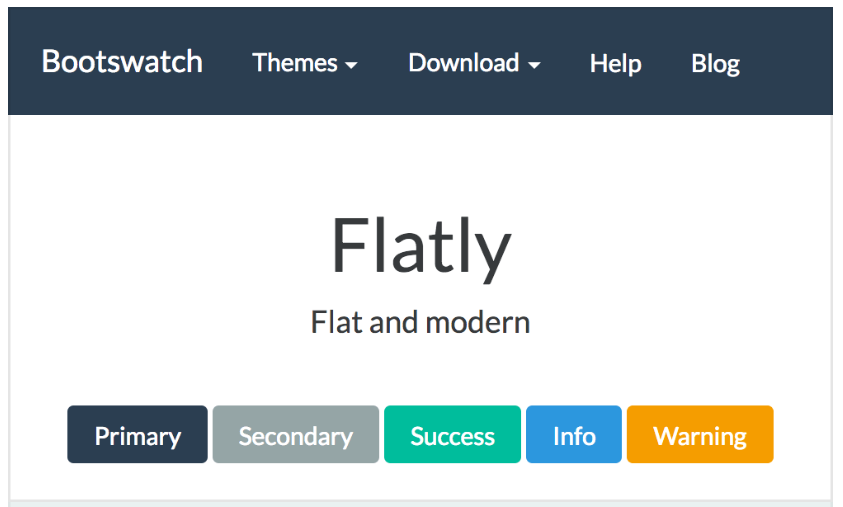 Bootswatch Themes Download Help Blog
Flatly
Flat and modern
Primary Secondary Success Info Warning